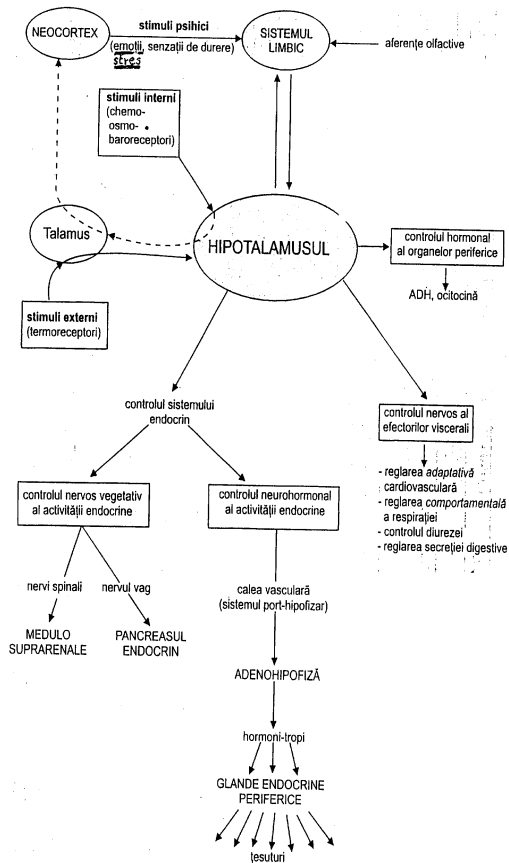 NEOCORTEX
stimuli psihici
(emoții, senzații de durere)
stres
SISTEMUL
LIMBIC
aferențe olfactive
stimuli interni
(chemo-
osmo-
baroreceptori)
Talamus
HIPOTALAMUSUL
controlul hormonal
al organelor periferice
ADH, ocitocină
stimuli externi
(termoreceptori)
controlul sistemului
endocrin
controlul nervos al
efectorilor viscerali
- reglarea adaptativă
cardiovasculară
- reglarea comportamentală
a respirației
- controlul diurezei
- reglarea secreției digestive
controlul nervos vegetativ
al activității endocrine
controlul neurohormonal
al activității endocrine
nervi spinali
nervul vag
calea vasculară
(sistemul port-hipofizar)
MEDULO
SUPRARENALE
PANCREASUL
ENDOCRIN
ADENOHIPOFIZĂ
hormoni-tropi
GLANDE ENDOCRINE
PERIFERICE
țesuturi